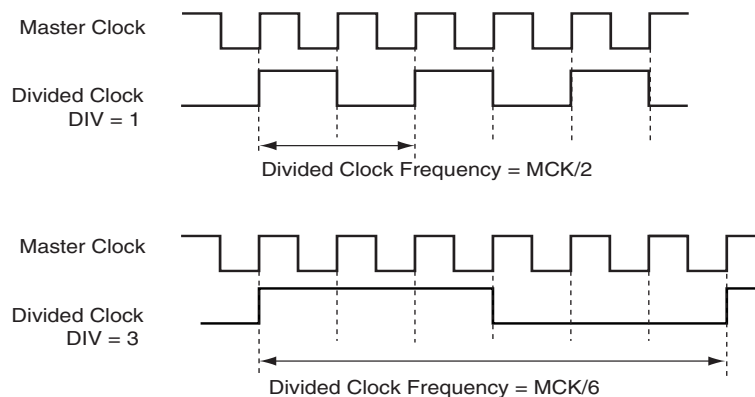 Master Clock
Divided Clock
DIV = 1
Divided Clock Frequency = MCK/2
Master Clock
Divided Clock
DIV = 3
Divided Clock Frequency = MCK/6